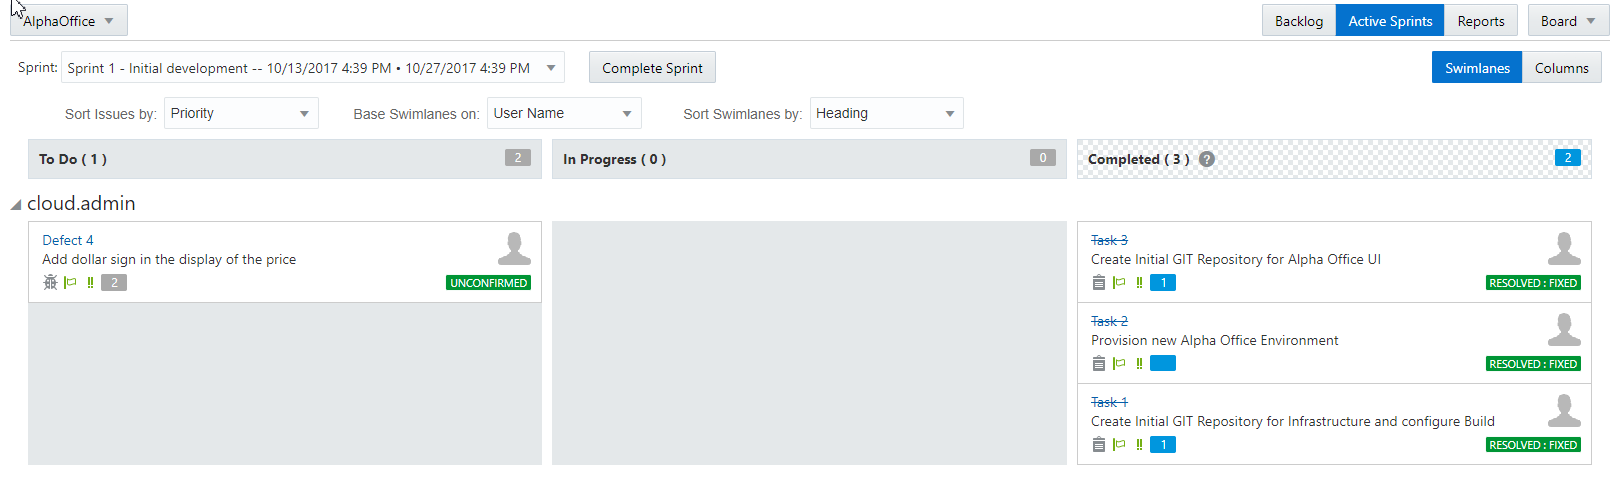 AlphaOffice
Backlog Active Sprints Reports Board
Sprint: Sprint 1 - Initial development -- 10/13/2017 4:39 PM • 10/27/2017 4:39 PM Complete Sprint Swimlanes Columns
Sort Issues by: Priority Base Swimlanes on: User Name Sort Swimlanes by: Heading
To Do ( 1 ) 2 In Progress ( 0 ) 0 Completed ( 3 ) ? 2
cloud.admin
Defect 4
Add dollar sign in the display of the price
!! 2 UNCONFIRMED
Task 3
Create Initial GIT Repository for Alpha Office UI
!! 1 RESOLVED : FIXED
Task 2
Provision new Alpha Office Environment
!! RESOLVED : FIXED
Task 1
Create Initial GIT Repository for Infrastructure and configure Build
!! 1 RESOLVED : FIXED